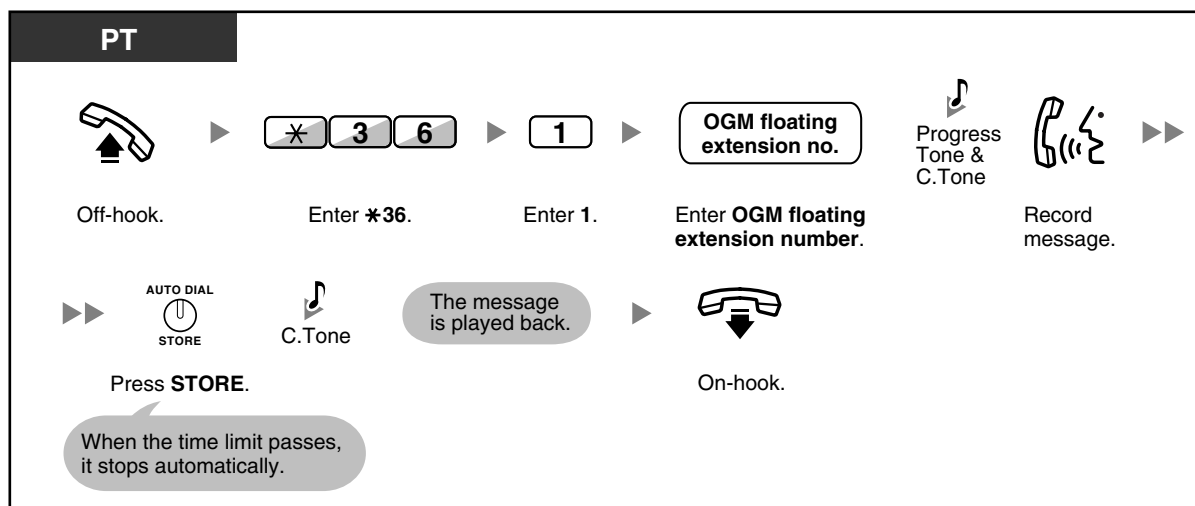 PT
✳ 3 6
1
OGM floating
extension no.
Progress
Tone &
C.Tone
Off-hook.
Enter ✳36.
Enter 1.
Enter OGM floating
extension number.
Record
message.
AUTO DIAL
STORE
C.Tone
The message
is played back.
Press STORE.
On-hook.
When the time limit passes,
it stops automatically.